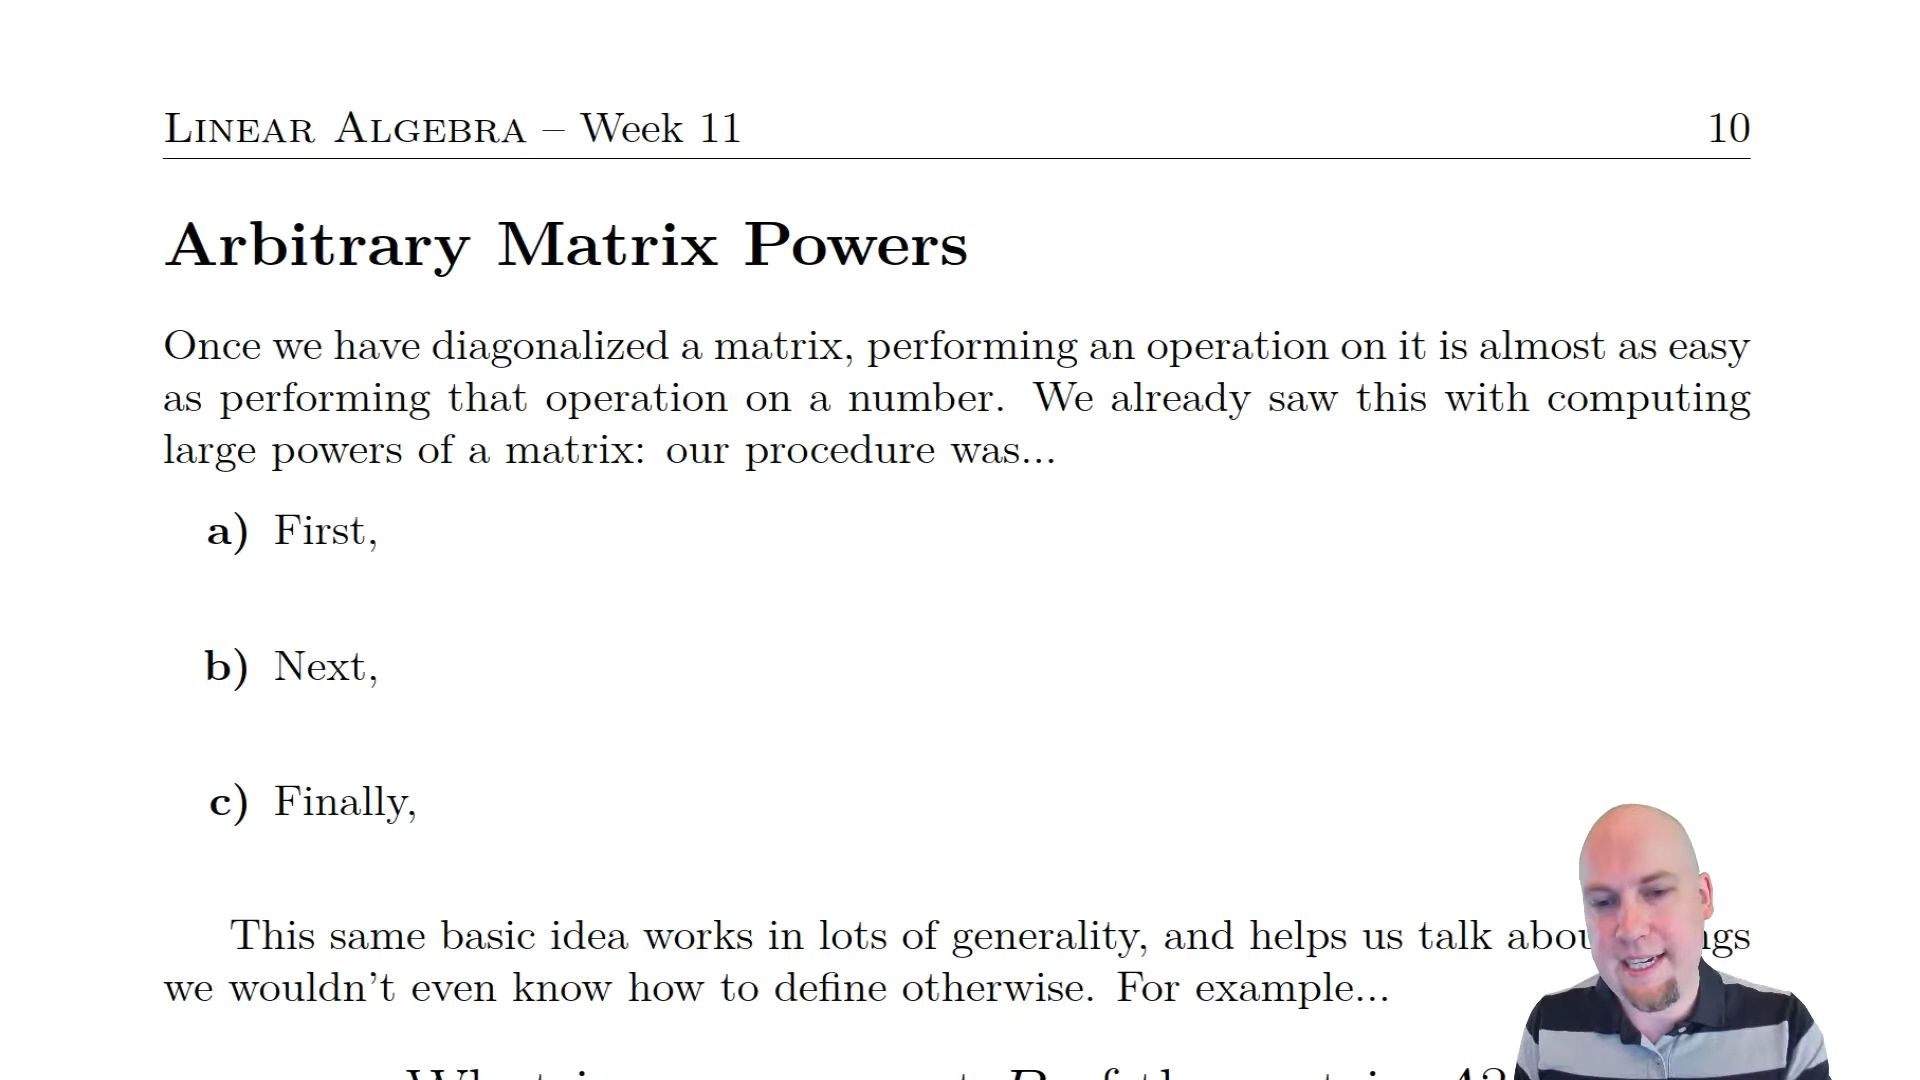 LINEAR ALGEBRA – Week 11 10
Arbitrary Matrix Powers
Once we have diagonalized a matrix, performing an operation on it is almost as easy
as performing that operation on a number. We already saw this with computing
large powers of a matrix: our procedure was...
a) First,
b) Next,
c) Finally,
This same basic idea works in lots of generality, and helps us talk
we wouldn't even know how to define otherwise. For example...